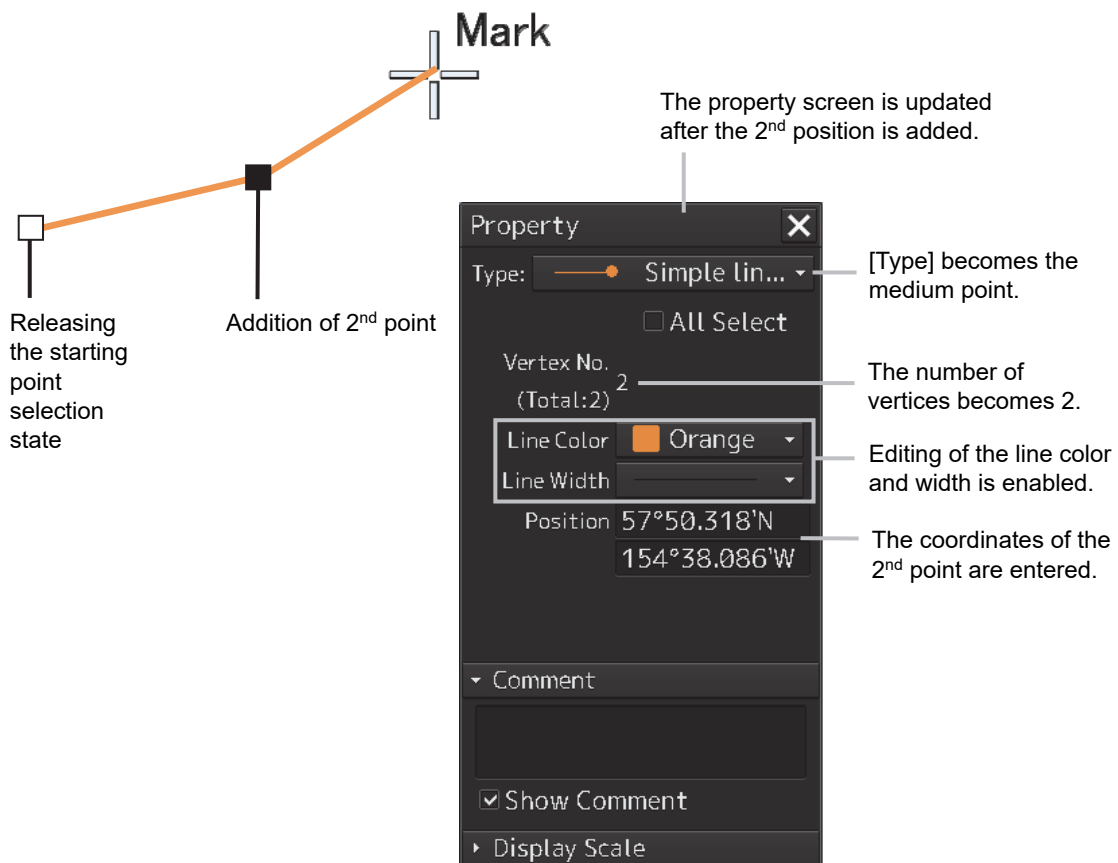 Mark
The property screen is updated
after the 2nd position is added.
Property
Type: Simple lin...
[Type] becomes the
medium point.
Releasing
the starting
point
selection
state
Addition of 2nd point
All Select
Vertex No.
(Total:2) 2
The number of
vertices becomes 2.
Line Color Orange
Line Width
Editing of the line color
and width is enabled.
Position 57°50.318'N
154°38.086'W
The coordinates of the
2nd point are entered.
Comment
Show Comment
Display Scale